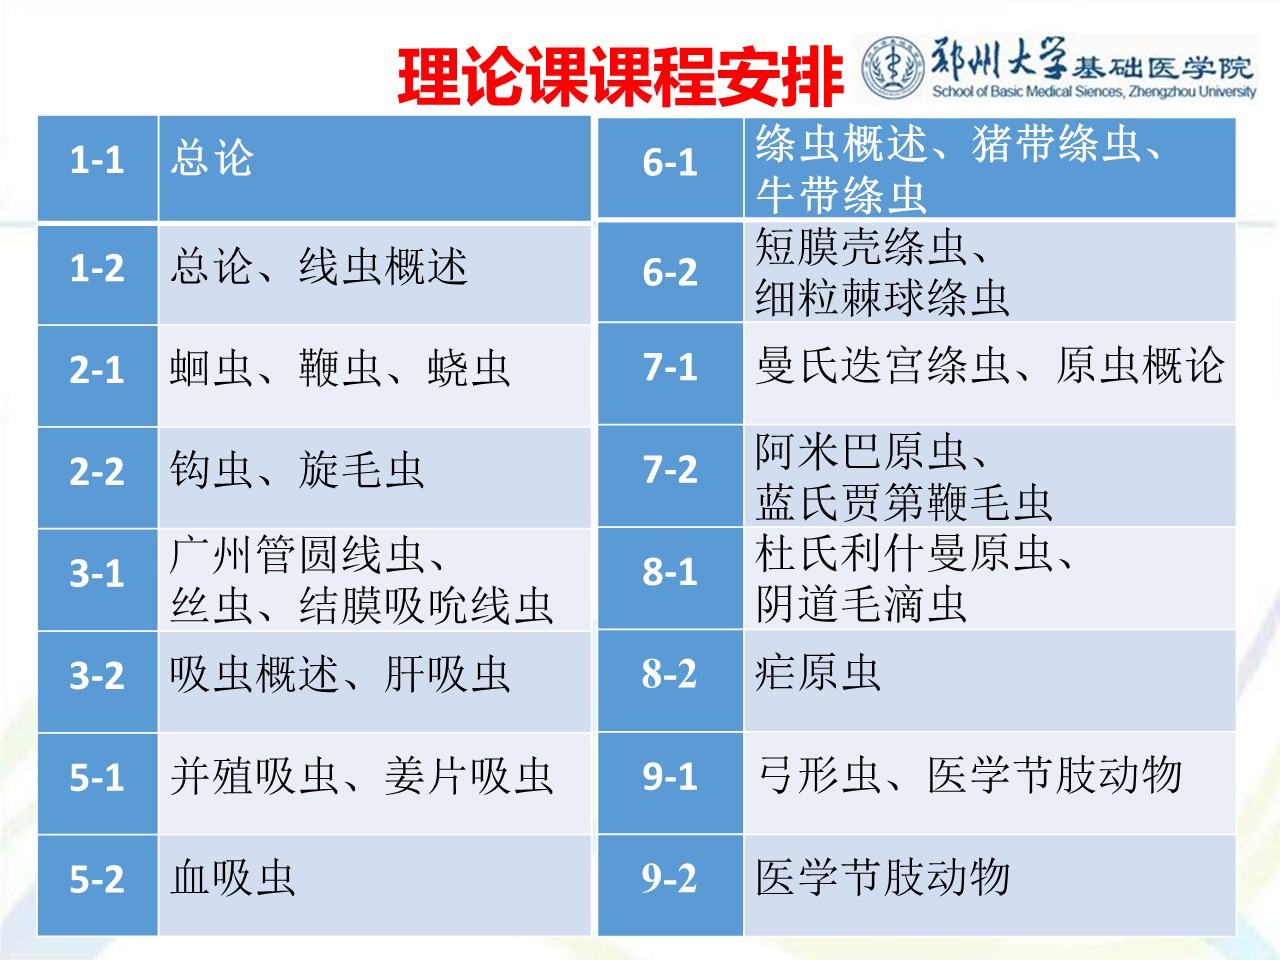 理论课课程安排
郑州大学基础医学院
School of Basic Medical Siences, Zhengzhou University
1-1 总论
1-2 总论、线虫概述
2-1 蛔虫、鞭虫、蛲虫
2-2 钩虫、旋毛虫
3-1 广州管圆线虫、
丝虫、结膜吸吮线虫
3-2 吸虫概述、肝吸虫
5-1 并殖吸虫、姜片吸虫
5-2 血吸虫
6-1 绦虫概述、猪带绦虫、
牛带绦虫
6-2 短膜壳绦虫、
细粒棘球绦虫
7-1 曼氏迭宫绦虫、原虫概论
7-2 阿米巴原虫、
蓝氏贾第鞭毛虫
8-1 杜氏利什曼原虫、
阴道毛滴虫
8-2 疟原虫
9-1 弓形虫、医学节肢动物
9-2 医学节肢动物